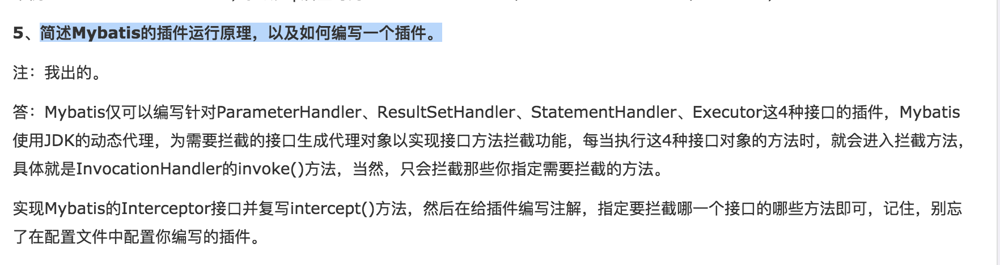 5、简述Mybatis的插件运行原理，以及如何编写一个插件。
注：我出的。
答：Mybatis仅可以编写针对ParameterHandler、ResultSetHandler、StatementHandler、Executor这4种接口的插件，Mybatis
使用JDK的动态代理，为需要拦截的接口生成代理对象以实现接口方法拦截功能，每当执行这4种接口对象的方法时，就会进入拦截方法，
具体就是InvocationHandler的invoke()方法，当然，只会拦截那些你指定需要拦截的方法。
实现Mybatis的Interceptor接口并复写intercept()方法，然后在给插件编写注解，指定要拦截哪一个接口的哪些方法即可，记住，别忘
了在配置文件中配置你编写的插件。